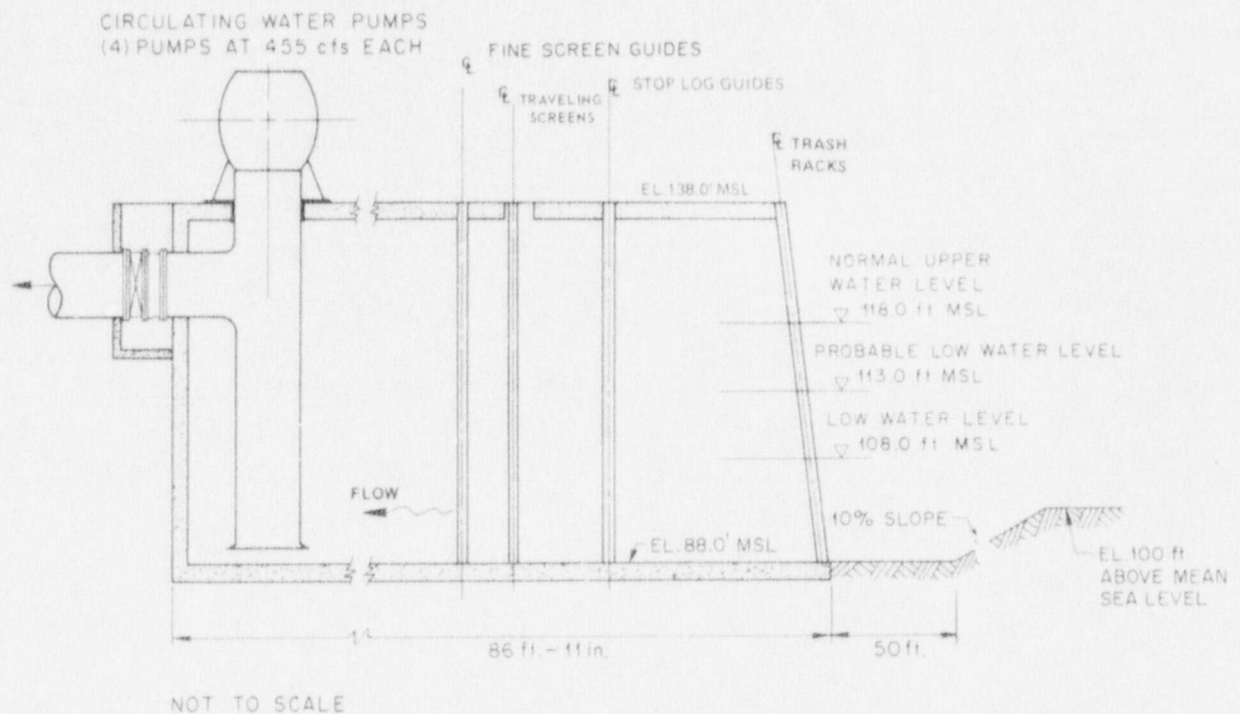 CIRCULATING WATER PUMPS
(4) PUMPS AT 455 cfs EACH
℄ FINE SCREEN GUIDES
℄ TRAVELING
SCREENS
℄ STOP LOG GUIDES
℄ TRASH
RACKS
EL. 138.0' MSL
NORMAL UPPER
WATER LEVEL
118.0 ft MSL
PROBABLE LOW WATER LEVEL
113.0 ft MSL
LOW WATER LEVEL
108.0 ft MSL
FLOW
10% SLOPE
EL. 88.0' MSL
EL. 100 ft
ABOVE MEAN
SEA LEVEL
86 ft. - 11 in.
50 ft.
NOT TO SCALE